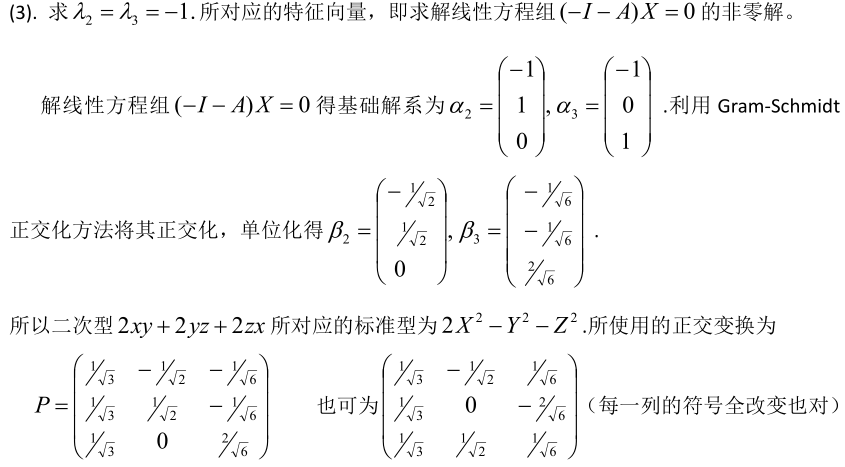 (3). 求 $\lambda_2 = \lambda_3 = -1.$ 所对应的特征向量，即求解线性方程组 $(-I - A)X = 0$ 的非零解。
解线性方程组 $(-I - A)X = 0$ 得基础解系为 $\alpha_2 = \begin{pmatrix} -1 \\ 1 \\ 0 \end{pmatrix}, \alpha_3 = \begin{pmatrix} -1 \\ 0 \\ 1 \end{pmatrix}$ .利用 Gram-Schmidt
正交化方法将其正交化，单位化得 $\beta_2 = \begin{pmatrix} -1/\sqrt{2} \\ 1/\sqrt{2} \\ 0 \end{pmatrix}, \beta_3 = \begin{pmatrix} -1/\sqrt{6} \\ -1/\sqrt{6} \\ 2/\sqrt{6} \end{pmatrix}$ .
所以二次型 $2xy + 2yz + 2zx$ 所对应的标准型为 $2X^2 - Y^2 - Z^2$ .所使用的正交变换为
$P = \begin{pmatrix} 1/\sqrt{3} & -1/\sqrt{2} & -1/\sqrt{6} \\ 1/\sqrt{3} & 1/\sqrt{2} & -1/\sqrt{6} \\ 1/\sqrt{3} & 0 & 2/\sqrt{6} \end{pmatrix}$ 也可为 $\begin{pmatrix} 1/\sqrt{3} & -1/\sqrt{2} & 1/\sqrt{6} \\ 1/\sqrt{3} & 0 & -2/\sqrt{6} \\ 1/\sqrt{3} & 1/\sqrt{2} & 1/\sqrt{6} \end{pmatrix}$（每一列的符号全改变也对）